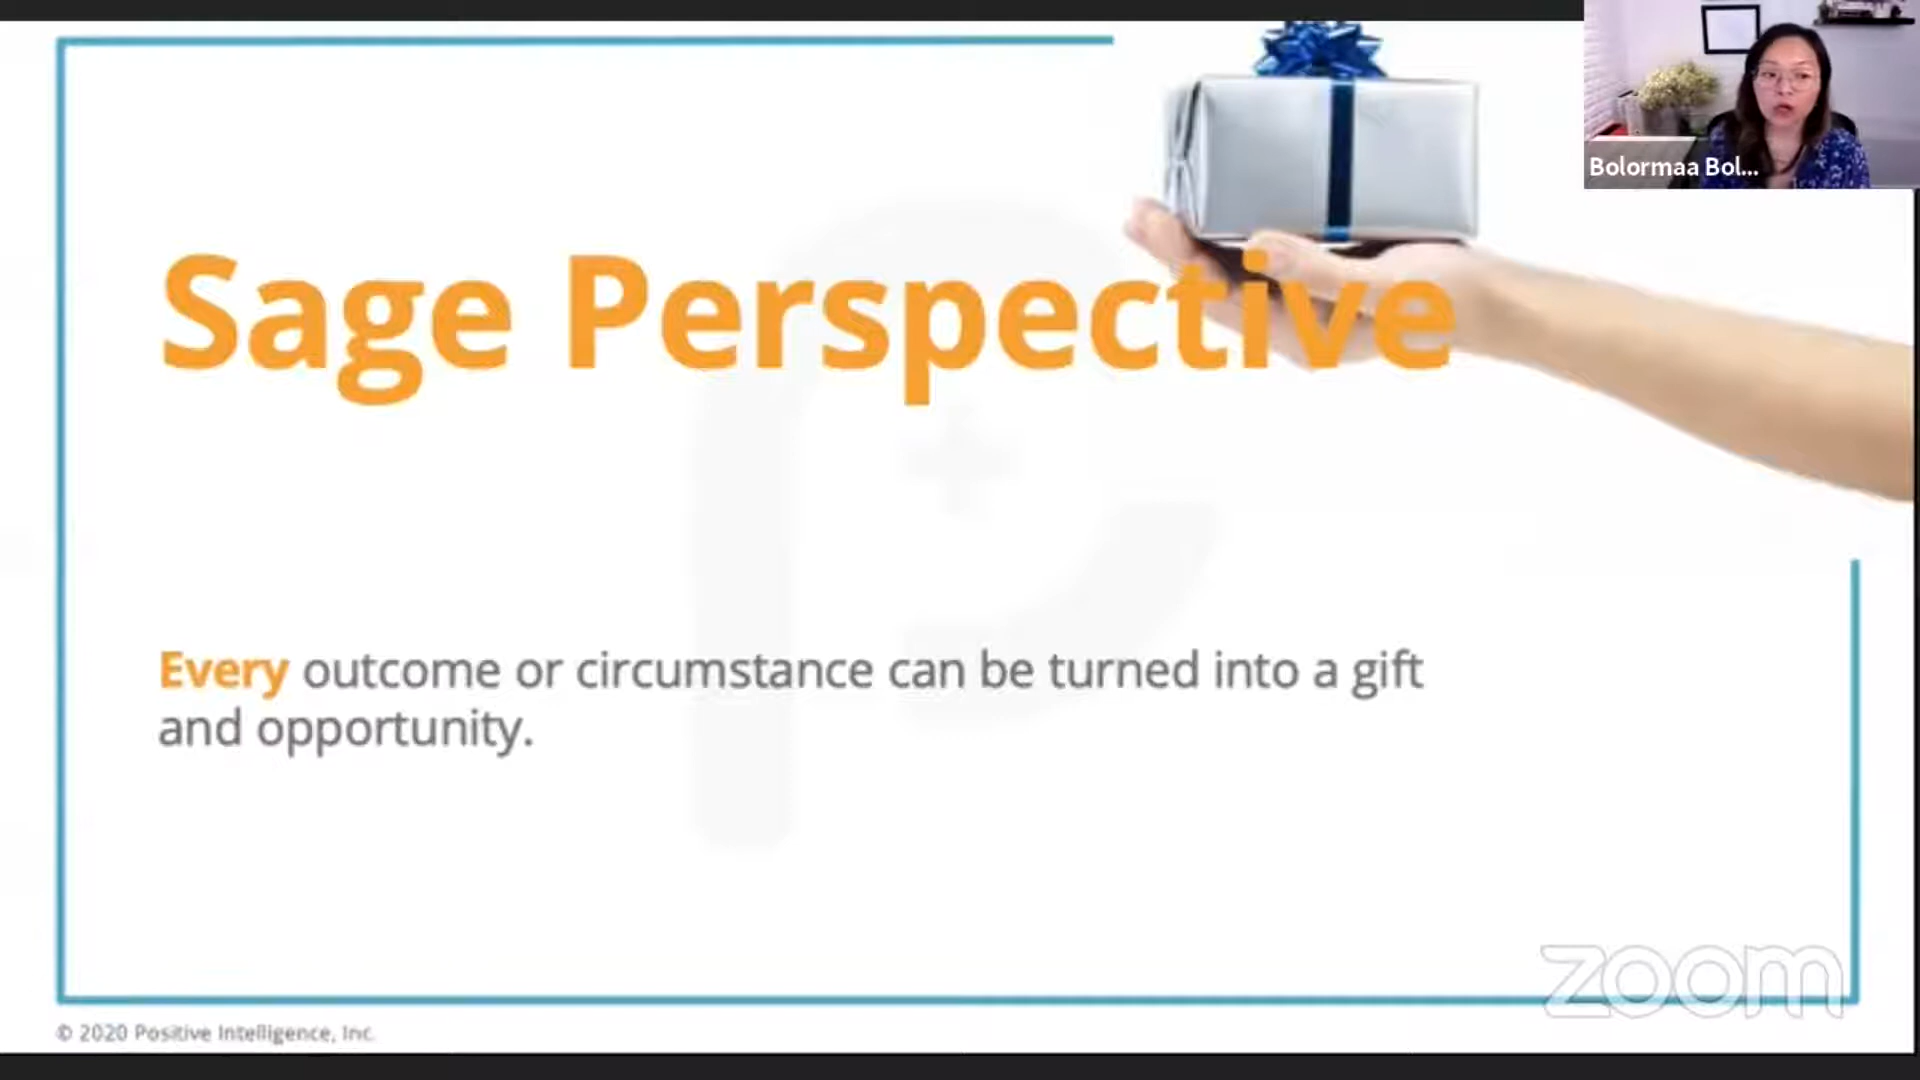 Bolormaa Bol...
Sage Perspective
Every outcome or circumstance can be turned into a gift
and opportunity.
zoom
© 2020 Positive Intelligence, Inc.